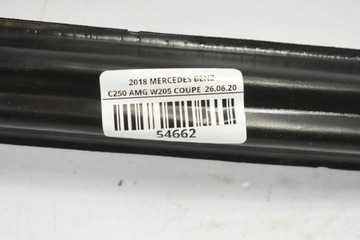 2018 MERCEDES BENZ
C250 AMG W205 COUPE 26.06.20
54662